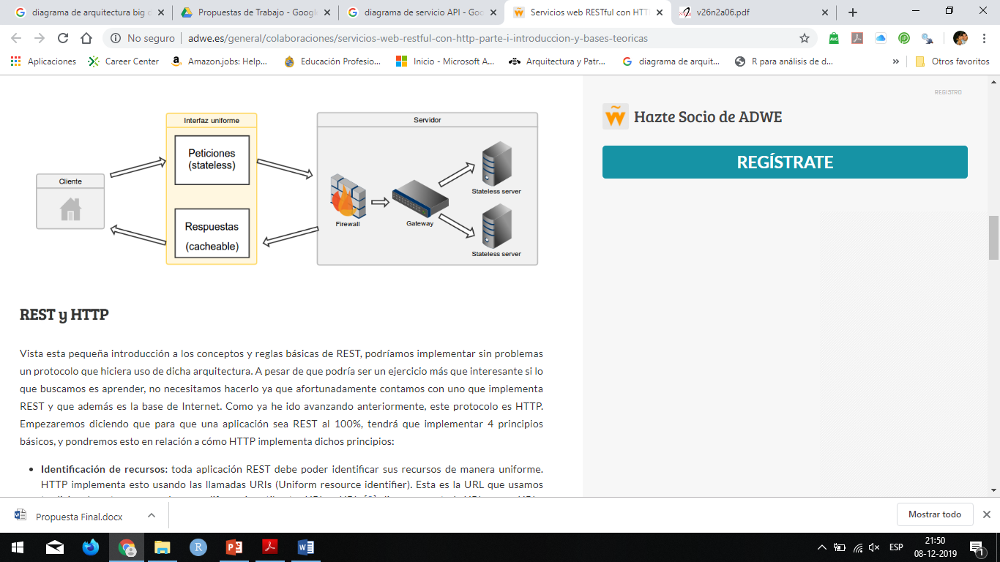 diagrama de arquitectura big d
Propuestas de Trabajo - Google
diagrama de servicio API - Goo
Servicios web RESTful con HTT
v26n2a06.pdf
No seguro
adwe.es/general/colaboraciones/servicios-web-restful-con-http-parte-i-introduccion-y-bases-teoricas
Aplicaciones
Career Center
Amazon.jobs: Help...
Educación Profesio...
Inicio - Microsoft A...
Arquitectura y Patr...
diagrama de arquit...
R para análisis de d...
»
Otros favoritos
Interfaz uniforme
Peticiones
(stateless)
Respuestas
(cacheable)
Cliente
Servidor
Firewall
Gateway
Stateless server
Stateless server
REGISTRO
Hazte Socio de ADWE
REGÍSTRATE
REST y HTTP
Vista esta pequeña introducción a los conceptos y reglas básicas de REST, podríamos implementar sin problemas
un protocolo que hiciera uso de dicha arquitectura. A pesar de que podría ser un ejercicio más que interesante si lo
que buscamos es aprender, no necesitamos hacerlo ya que afortunadamente contamos con uno que implementa
REST y que además es la base de Internet. Como ya he ido avanzando anteriormente, este protocolo es HTTP.
Empezaremos diciendo que para que una aplicación sea REST al 100%, tendrá que implementar 4 principios
básicos, y pondremos esto en relación a cómo HTTP implementa dichos principios:
• Identificación de recursos: toda aplicación REST debe poder identificar sus recursos de manera uniforme.
HTTP implementa esto usando las llamadas URIs (Uniform resource identifier). Esta es la URL que usamos
Propuesta Final.docx
Mostrar todo
ESP
21:50
08-12-2019
1